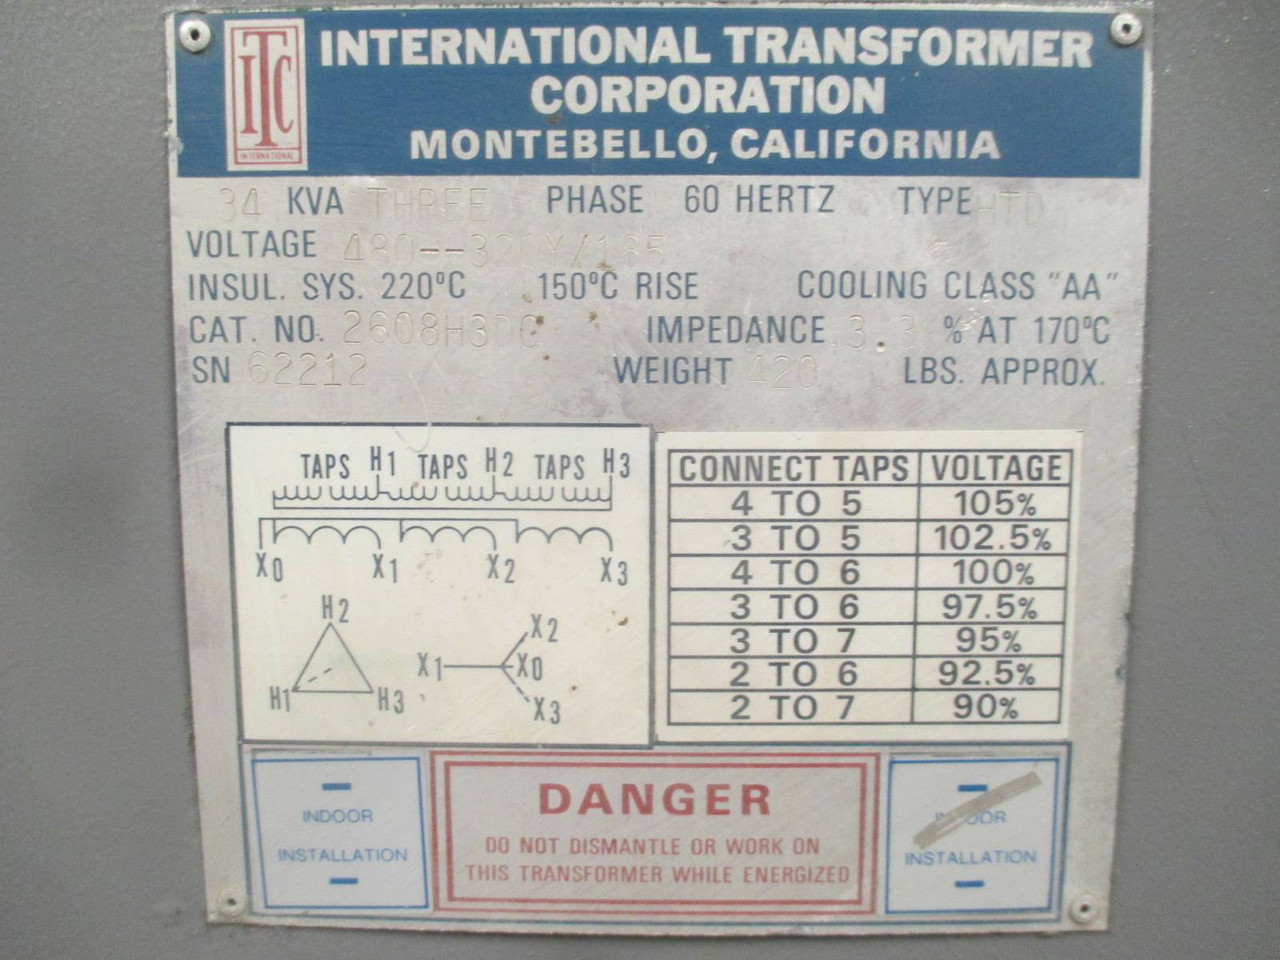 ITC
INTERNATIONAL
INTERNATIONAL TRANSFORMER
CORPORATION
MONTEBELLO, CALIFORNIA
34 KVA THREE PHASE 60 HERTZ TYPE HTD
VOLTAGE
INSUL. SYS. 220°C 150°C RISE COOLING CLASS "AA"
CAT. NO. IMPEDANCE 3.3 % AT 170°C
SN 62212 WEIGHT 420 LBS. APPROX.
TAPS H1 TAPS H2 TAPS H3
X0 X1 X2 X3
H2
H1 H3
X2
X1 X0
X3
CONNECT TAPS VOLTAGE
4 TO 5 105%
3 TO 5 102.5%
4 TO 6 100%
3 TO 6 97.5%
3 TO 7 95%
2 TO 6 92.5%
2 TO 7 90%
INDOOR
INSTALLATION
DANGER
DO NOT DISMANTLE OR WORK ON
THIS TRANSFORMER WHILE ENERGIZED
INDOOR
INSTALLATION